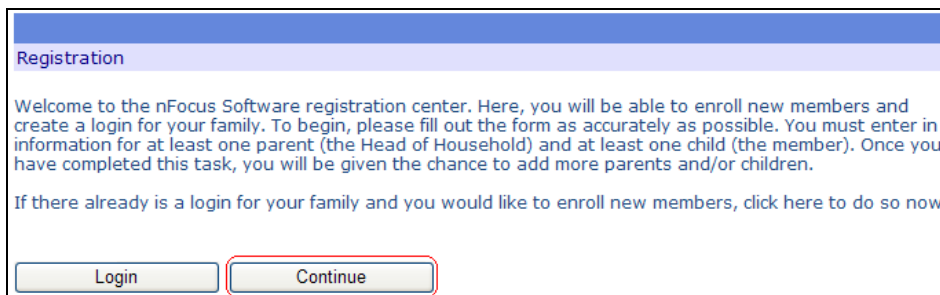 Registration
Welcome to the nFocus Software registration center. Here, you will be able to enroll new members and
create a login for your family. To begin, please fill out the form as accurately as possible. You must enter in
information for at least one parent (the Head of Household) and at least one child (the member). Once you
have completed this task, you will be given the chance to add more parents and/or children.
If there already is a login for your family and you would like to enroll new members, click here to do so now
Login Continue